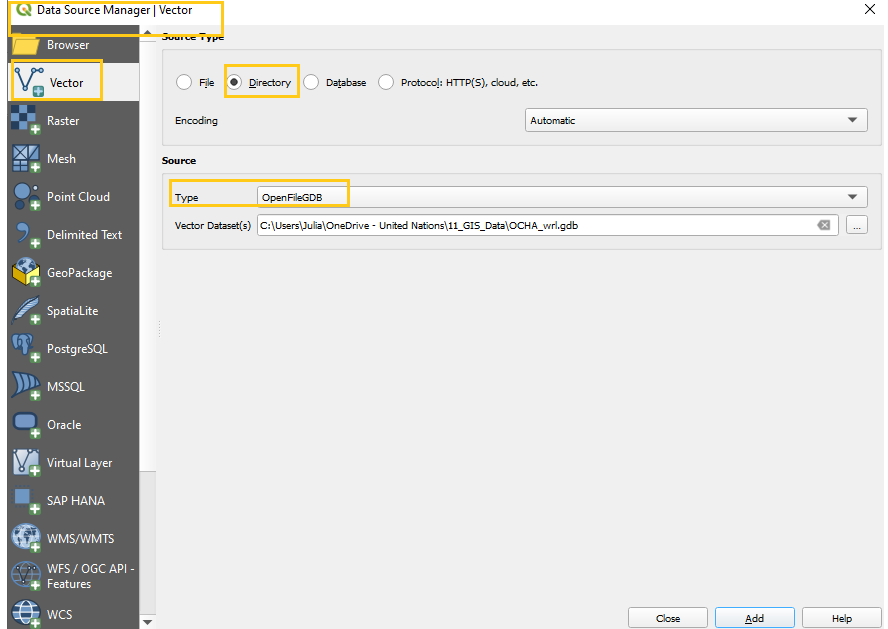 Data Source Manager | Vector
Browser
Vector
Raster
Mesh
Point Cloud
Delimited Text
GeoPackage
SpatiaLite
PostgreSQL
MSSQL
Oracle
Virtual Layer
SAP HANA
WMS/WMTS
WFS / OGC API -
Features
WCS
Source Type
File Directory Database Protocol: HTTP(S), cloud, etc.
Encoding Automatic
Source
Type OpenFileGDB
Vector Dataset(s) C:\Users\Julia\OneDrive - United Nations\11_GIS_Data\OCHA_wrl.gdb ...
Close Add Help